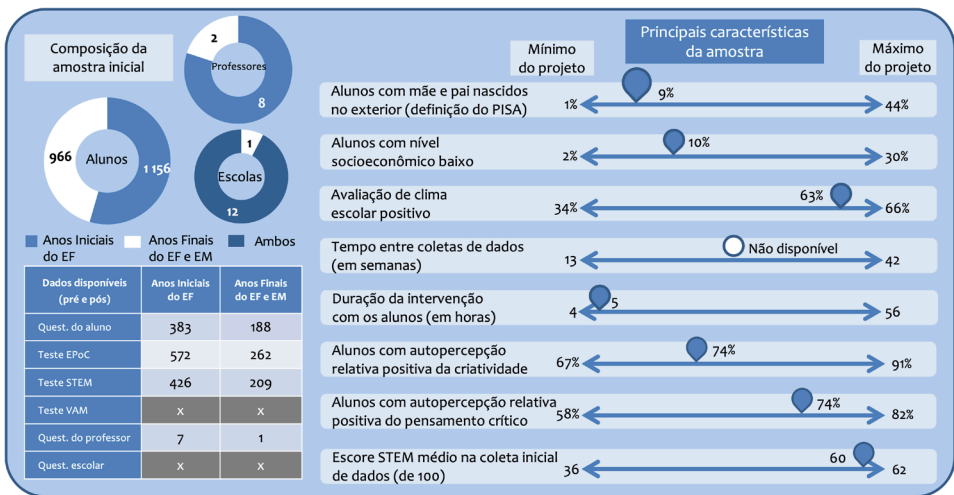 Composição da
amostra inicial
2
Professores
8
966
Alunos
1 156
1
Escolas
12
Anos Iniciais
do EF
Anos Finais
do EF e EM
Ambos
Dados disponíveis
(pré e pós)
Anos Iniciais
do EF
Anos Finais
do EF e EM
Quest. do aluno 383 188
Teste EPoC 572 262
Teste STEM 426 209
Teste VAM x x
Quest. do professor 7 1
Quest. escolar x x
Mínimo
do projeto
Principais características
da amostra
Máximo
do projeto
Alunos com mãe e pai nascidos
no exterior (definição do PISA)
1%
9%
44%
Alunos com nível
socioeconômico baixo
2%
10%
30%
Avaliação de clima
escolar positivo
34%
63%
66%
Tempo entre coletas de dados
(em semanas)
13
Não disponível
42
Duração da intervenção
com os alunos (em horas)
4
5
56
Alunos com autopercepção
relativa positiva da criatividade
67%
74%
91%
Alunos com autopercepção relativa
positiva do pensamento crítico
58%
74%
82%
Escore STEM médio na coleta inicial
de dados (de 100)
36
60
62